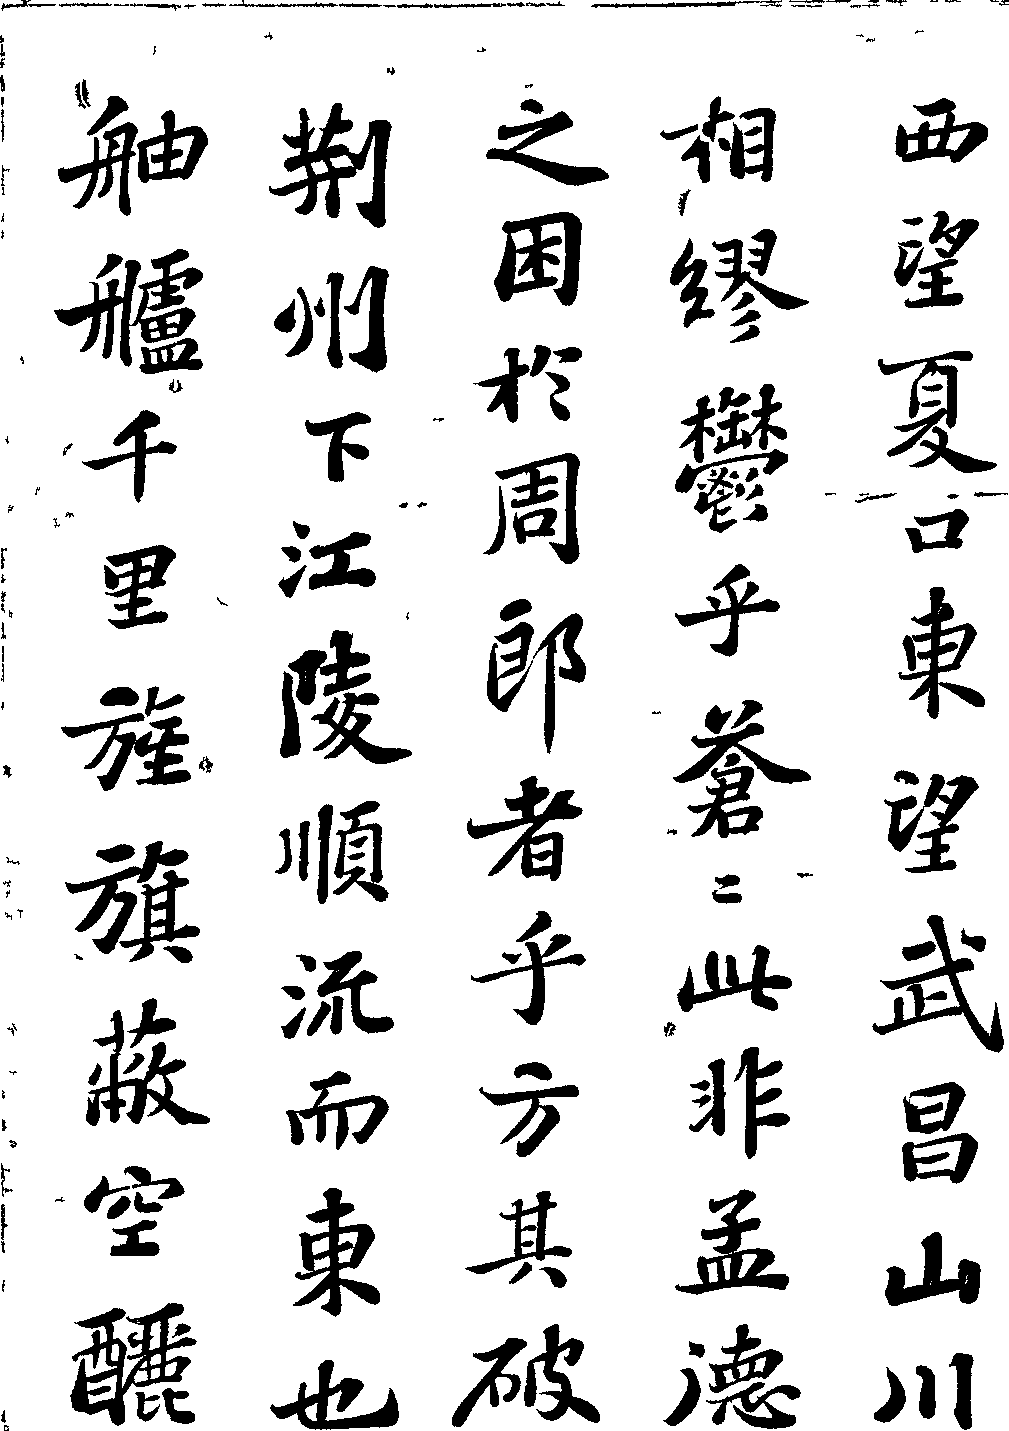 西望夏口東望武昌山川
相繆鬱乎蒼〻此非孟德
之困於周郎者乎方其破
荆州下江陵順流而東也
舳艫千里旌旗蔽空釃